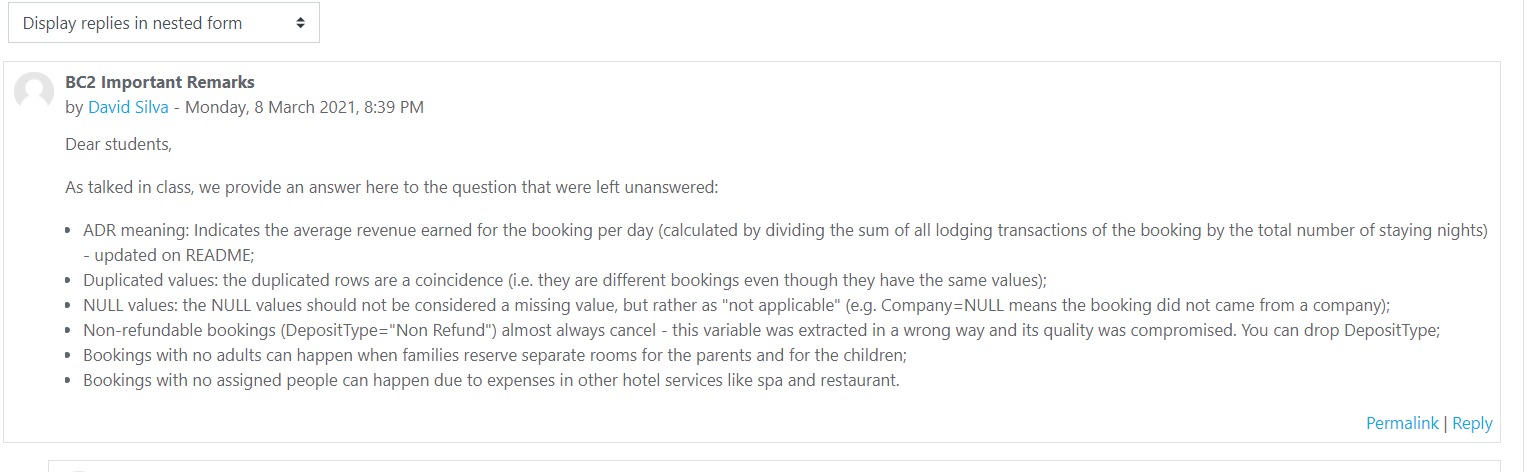 Display replies in nested form
BC2 Important Remarks
by David Silva - Monday, 8 March 2021, 8:39 PM
Dear students,
As talked in class, we provide an answer here to the question that were left unanswered:
• ADR meaning: Indicates the average revenue earned for the booking per day (calculated by dividing the sum of all lodging transactions of the booking by the total number of staying nights)
- updated on README;
• Duplicated values: the duplicated rows are a coincidence (i.e. they are different bookings even though they have the same values);
• NULL values: the NULL values should not be considered a missing value, but rather as "not applicable" (e.g. Company=NULL means the booking did not came from a company);
• Non-refundable bookings (DepositType="Non Refund") almost always cancel - this variable was extracted in a wrong way and its quality was compromised. You can drop DepositType;
• Bookings with no adults can happen when families reserve separate rooms for the parents and for the children;
• Bookings with no assigned people can happen due to expenses in other hotel services like spa and restaurant.
Permalink | Reply